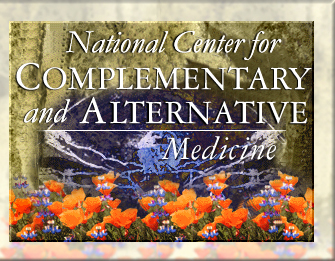 National Center for
COMPLEMENTARY
and ALTERNATIVE
Medicine